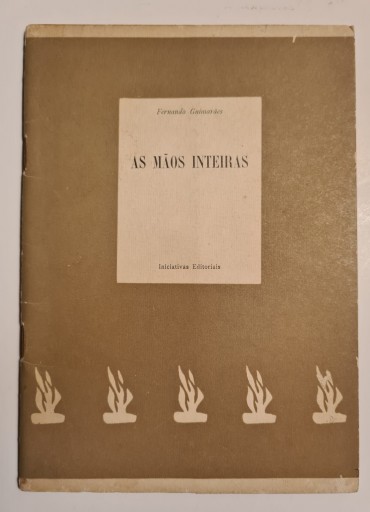 Fernando Guimarães
AS MÃOS INTEIRAS
Iniciativas Editoriais